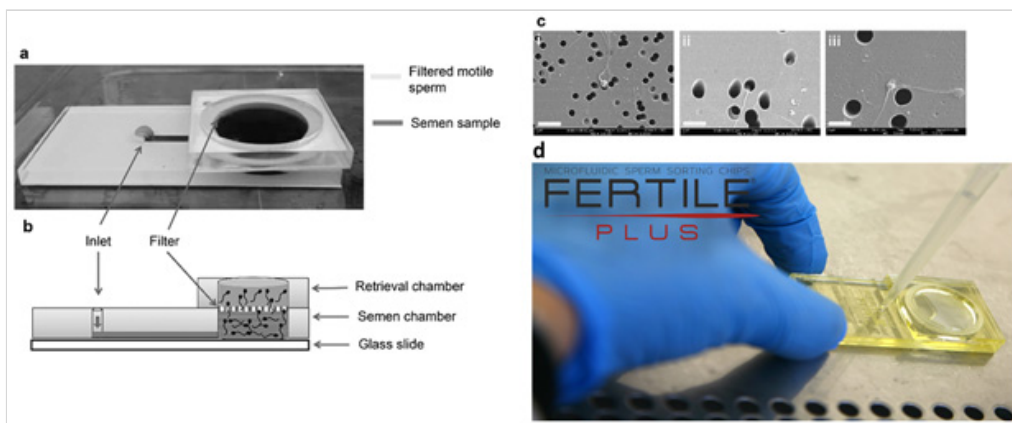 a
Filtered motile
sperm
Semen sample
b
Inlet
Filter
Retrieval chamber
Semen chamber
Glass slide
c
i
ii
iii
d
MICROFLUIDIC SPERM SORTING CHIPS
FERTILE
PLUS